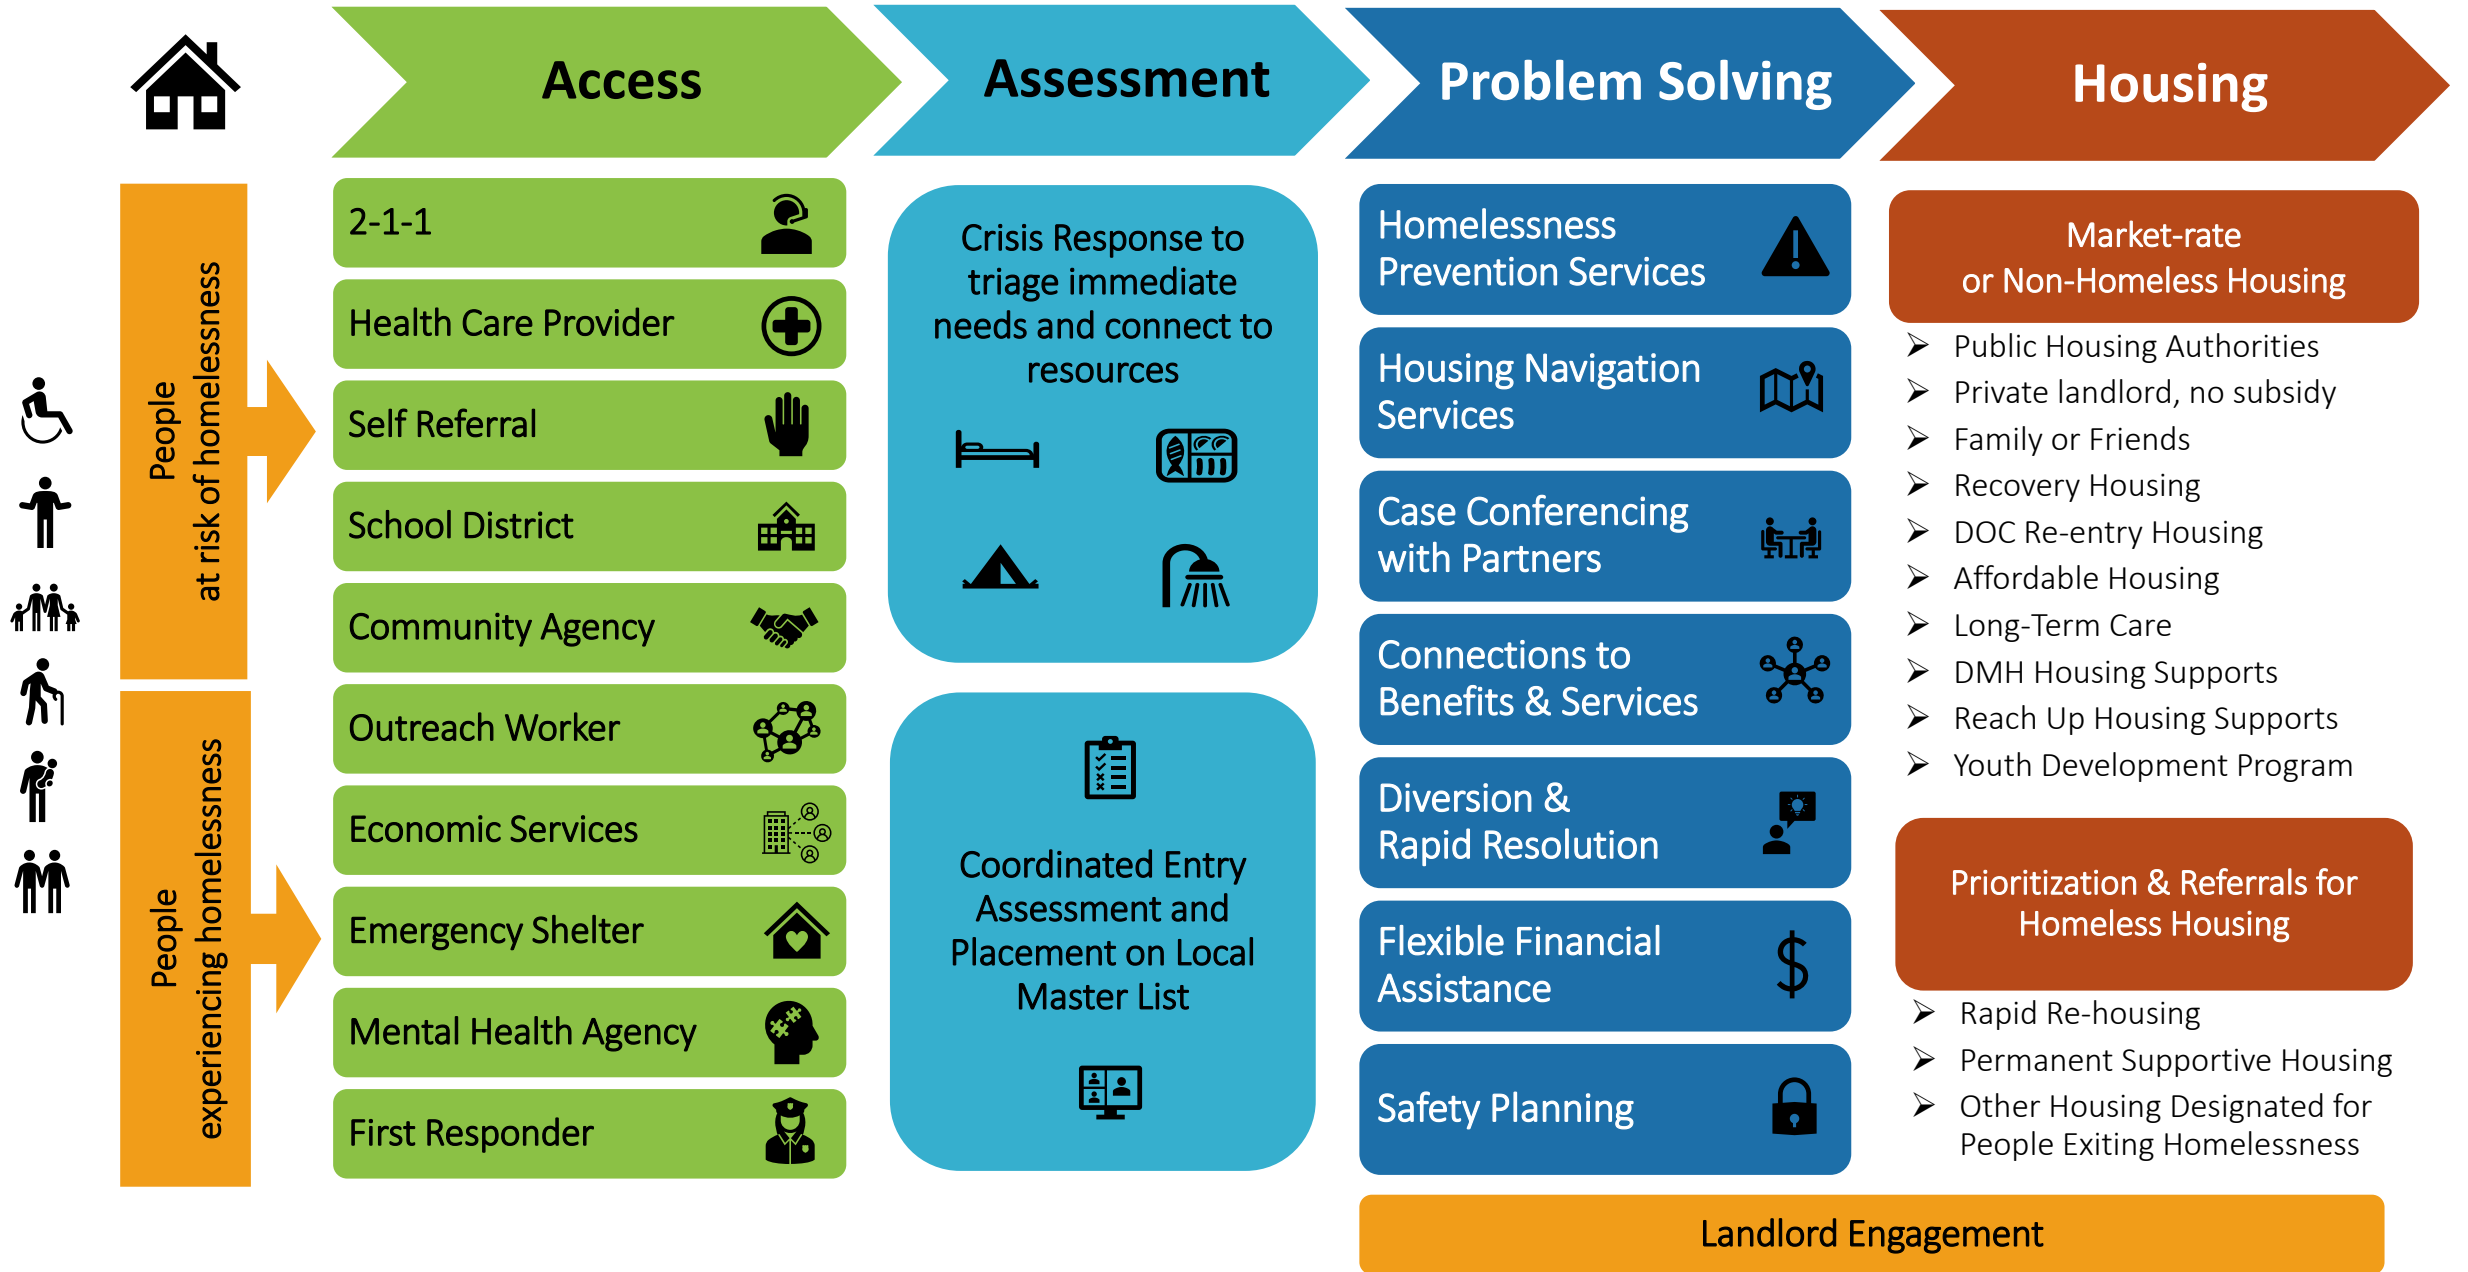 Access
Assessment
Problem Solving
Housing
People
at risk of homelessness
People
experiencing homelessness
2-1-1
Health Care Provider
Self Referral
School District
Community Agency
Outreach Worker
Economic Services
Emergency Shelter
Mental Health Agency
First Responder
Crisis Response to
triage immediate
needs and connect to
resources
Coordinated Entry
Assessment and
Placement on Local
Master List
Homelessness
Prevention Services
Housing Navigation
Services
Case Conferencing
with Partners
Connections to
Benefits & Services
Diversion &
Rapid Resolution
Flexible Financial
Assistance
$
Safety Planning
Market-rate
or Non-Homeless Housing
Public Housing Authorities
Private landlord, no subsidy
Family or Friends
Recovery Housing
DOC Re-entry Housing
Affordable Housing
Long-Term Care
DMH Housing Supports
Reach Up Housing Supports
Youth Development Program
Prioritization & Referrals for
Homeless Housing
Rapid Re-housing
Permanent Supportive Housing
Other Housing Designated for
People Exiting Homelessness
Landlord Engagement